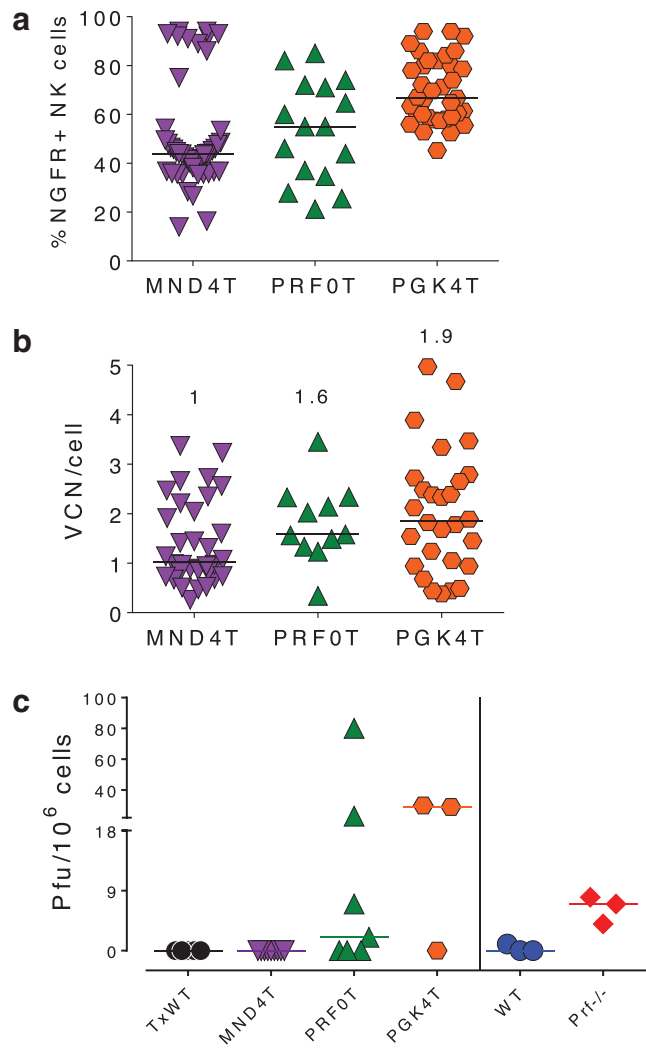 a
%NGFR+ NK cells
100
80
60
40
20
0
MND4T PRF0T PGK4T
b
VCN/cell
1.9
1 1.6
5
4
3
2
1
0
MND4T PRF0T PGK4T
c
Pfu/10⁶ cells
100
80
60
40
18
9
0
TxWT MND4T PRF0T PGK4T WT Prf-/-